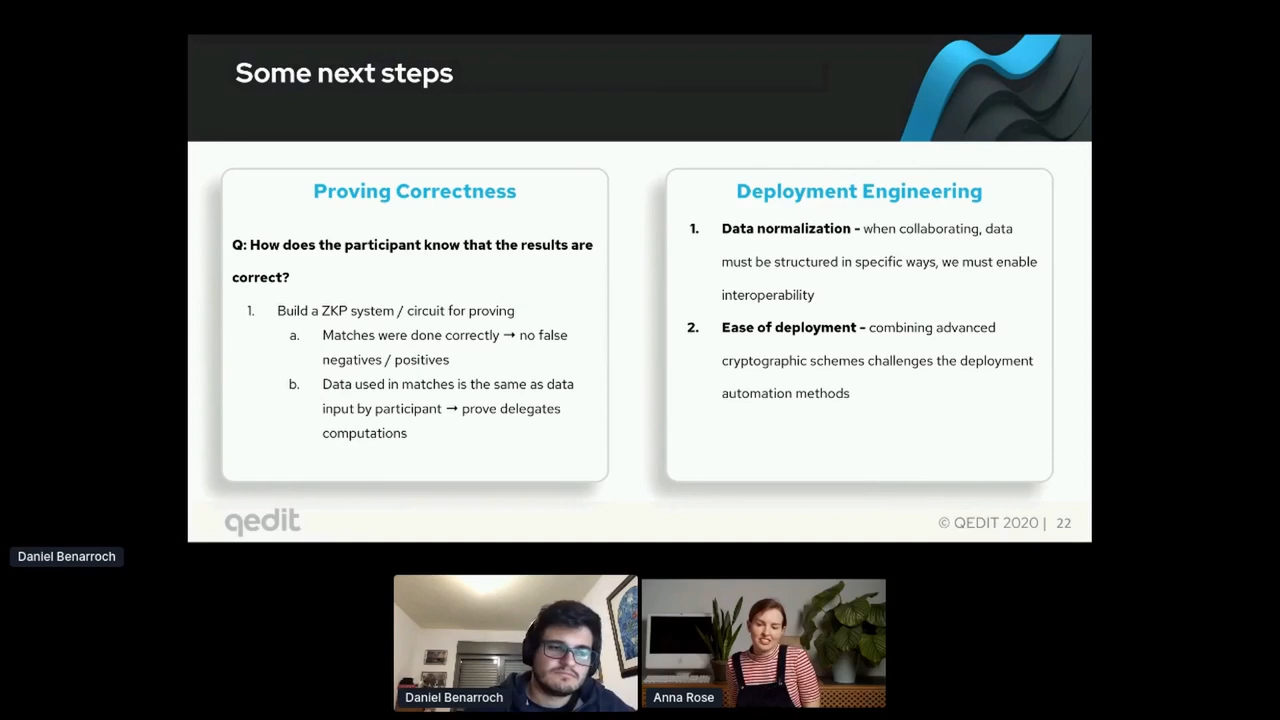 Some next steps
Proving Correctness
Q: How does the participant know that the results are
correct?
1. Build a ZKP system / circuit for proving
a. Matches were done correctly → no false
negatives / positives
b. Data used in matches is the same as data
input by participant → prove delegates
computations
Deployment Engineering
1. Data normalization - when collaborating, data
must be structured in specific ways, we must enable
interoperability
2. Ease of deployment - combining advanced
cryptographic schemes challenges the deployment
automation methods
qedit
© QEDIT 2020 | 22
Daniel Benarroch
Daniel Benarroch
Anna Rose